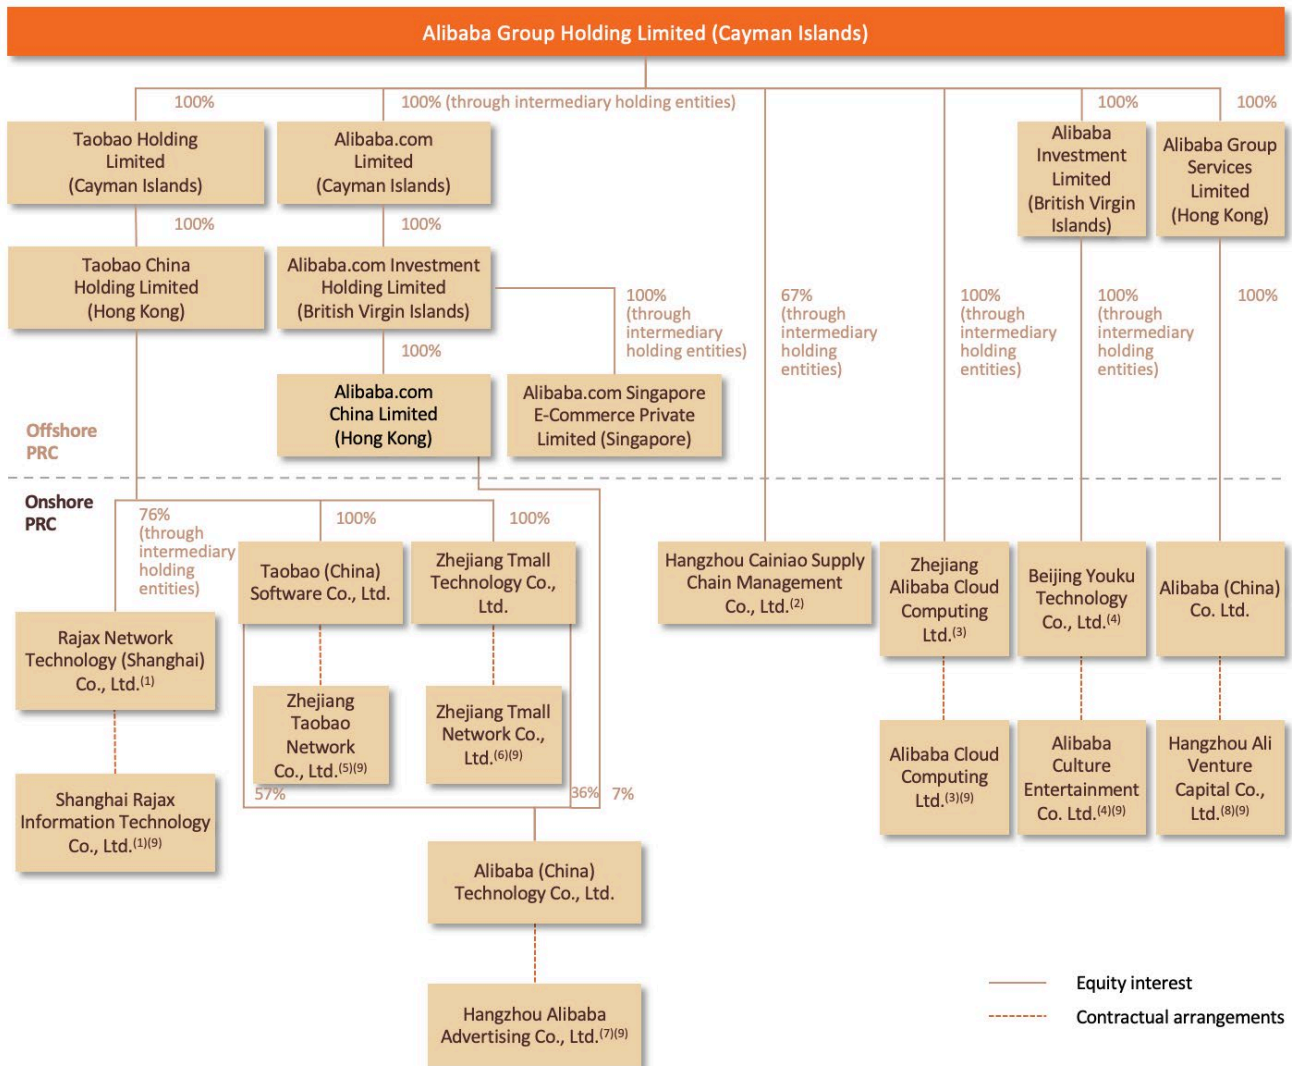 Alibaba Group Holding Limited (Cayman Islands)
100%
100% (through intermediary holding entities)
100%
100%
Taobao Holding
Limited
(Cayman Islands)
Alibaba.com
Limited
(Cayman Islands)
Alibaba
Investment
Limited
(British Virgin
Islands)
Alibaba Group
Services
Limited
(Hong Kong)
100%
100%
Taobao China
Holding Limited
(Hong Kong)
Alibaba.com Investment
Holding Limited
(British Virgin Islands)
100%
(through
intermediary
holding entities)
67%
(through
intermediary
holding
entities)
100%
(through
intermediary
holding
entities)
100%
(through
intermediary
holding
entities)
100%
100%
Alibaba.com
China Limited
(Hong Kong)
Alibaba.com Singapore
E-Commerce Private
Limited (Singapore)
Offshore
PRC
Onshore
PRC
76%
(through
intermediary
holding
entities)
100%
100%
Taobao (China)
Software Co., Ltd.
Zhejiang Tmall
Technology Co.,
Ltd.
Hangzhou Cainiao Supply
Chain Management
Co., Ltd.(2)
Zhejiang
Alibaba Cloud
Computing
Ltd.(3)
Beijing Youku
Technology
Co., Ltd.(4)
Alibaba (China)
Co. Ltd.
Rajax Network
Technology (Shanghai)
Co., Ltd.(1)
Zhejiang
Taobao
Network
Co., Ltd.(5)(9)
Zhejiang Tmall
Network Co.,
Ltd.(6)(9)
Alibaba Cloud
Computing
Ltd.(3)(9)
Alibaba
Culture
Entertainment
Co. Ltd.(4)(9)
Hangzhou Ali
Venture
Capital Co.,
Ltd.(8)(9)
57%
36%
7%
Shanghai Rajax
Information Technology
Co., Ltd.(1)(9)
Alibaba (China)
Technology Co., Ltd.
Hangzhou Alibaba
Advertising Co., Ltd.(7)(9)
Equity interest
Contractual arrangements